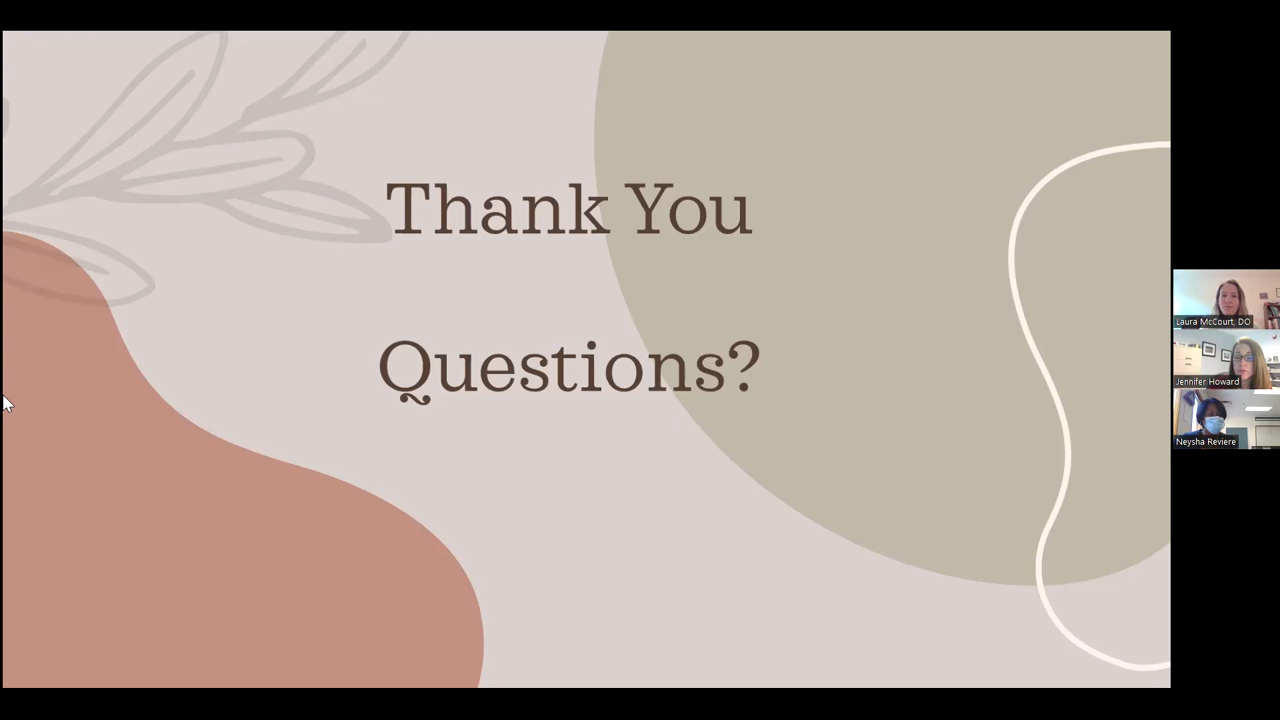 Thank You
Questions?
Laura McCourt, DO
Jennifer Howard
Neysha Reviere